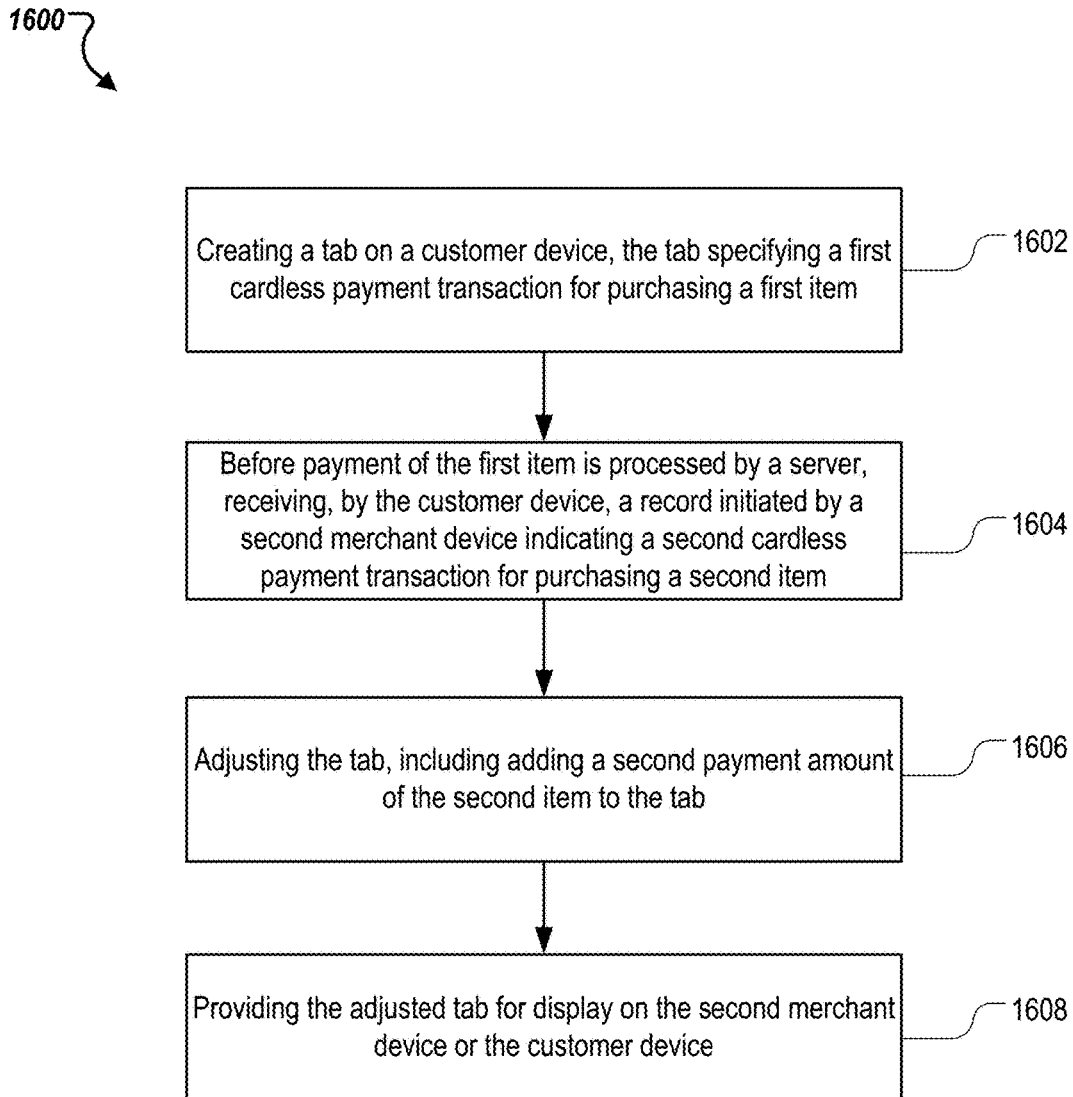 1600
Creating a tab on a customer device, the tab specifying a first
cardless payment transaction for purchasing a first item
1602
Before payment of the first item is processed by a server,
receiving, by the customer device, a record initiated by a
second merchant device indicating a second cardless
payment transaction for purchasing a second item
1604
Adjusting the tab, including adding a second payment amount
of the second item to the tab
1606
Providing the adjusted tab for display on the second merchant
device or the customer device
1608